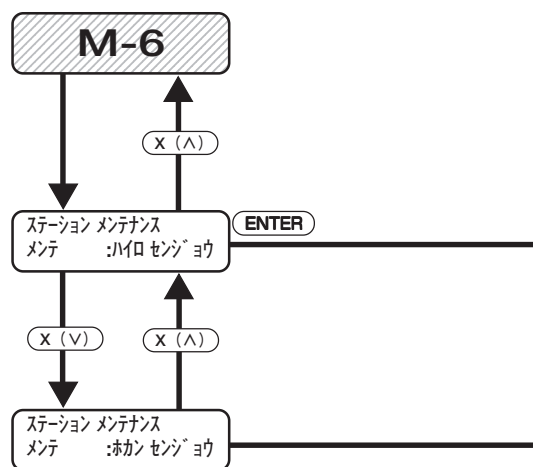 M-6
X (∧)
ｽﾃｰｼｮﾝ ﾒﾝﾃﾅﾝｽ
ﾒﾝﾃ :ﾊｲﾛ ｾﾝｼﾞｮｳ
ENTER
X (∨)
X (∧)
ｽﾃｰｼｮﾝ ﾒﾝﾃﾅﾝｽ
ﾒﾝﾃ :ﾎｶﾝ ｾﾝｼﾞｮｳ